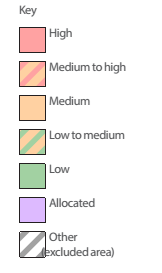 Key
High
Medium to high
Medium
Low to medium
Low
Allocated
Other
(excluded area)